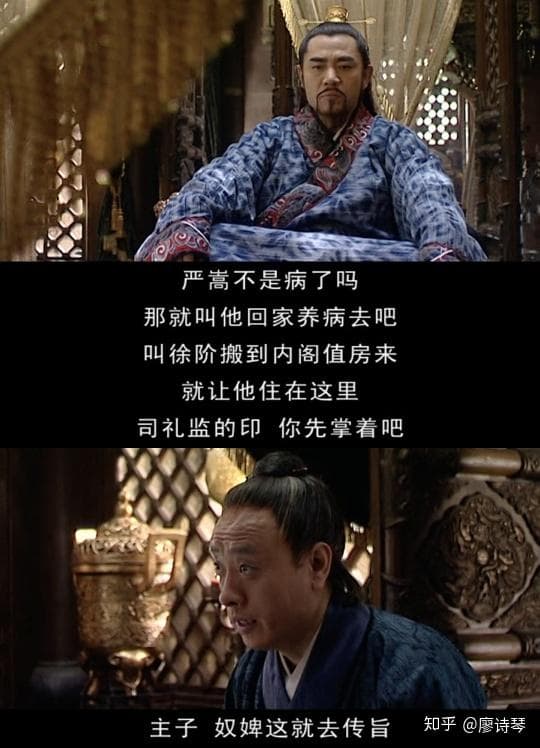 严嵩不是病了吗
那就叫他回家养病去吧
叫徐阶搬到内阁值房来
就让他住在这里
司礼监的印 你先掌着吧
主子 奴婢这就去传旨
知乎 @廖诗琴